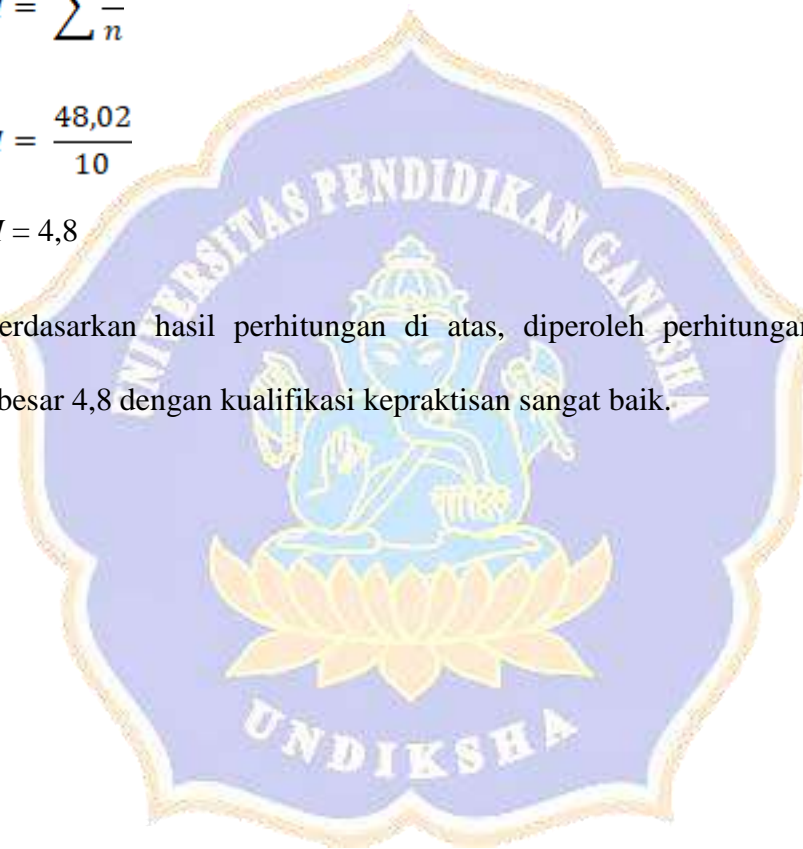 = ∑ — n
= 48,02 / 10
= 4,8
erdasarkan hasil perhitungan di atas, diperoleh perhitungan
besar 4,8 dengan kualifikasi kepraktisan sangat baik.
UNIVERSITAS PENDIDIKAN GANESHA
UNDIKSHA